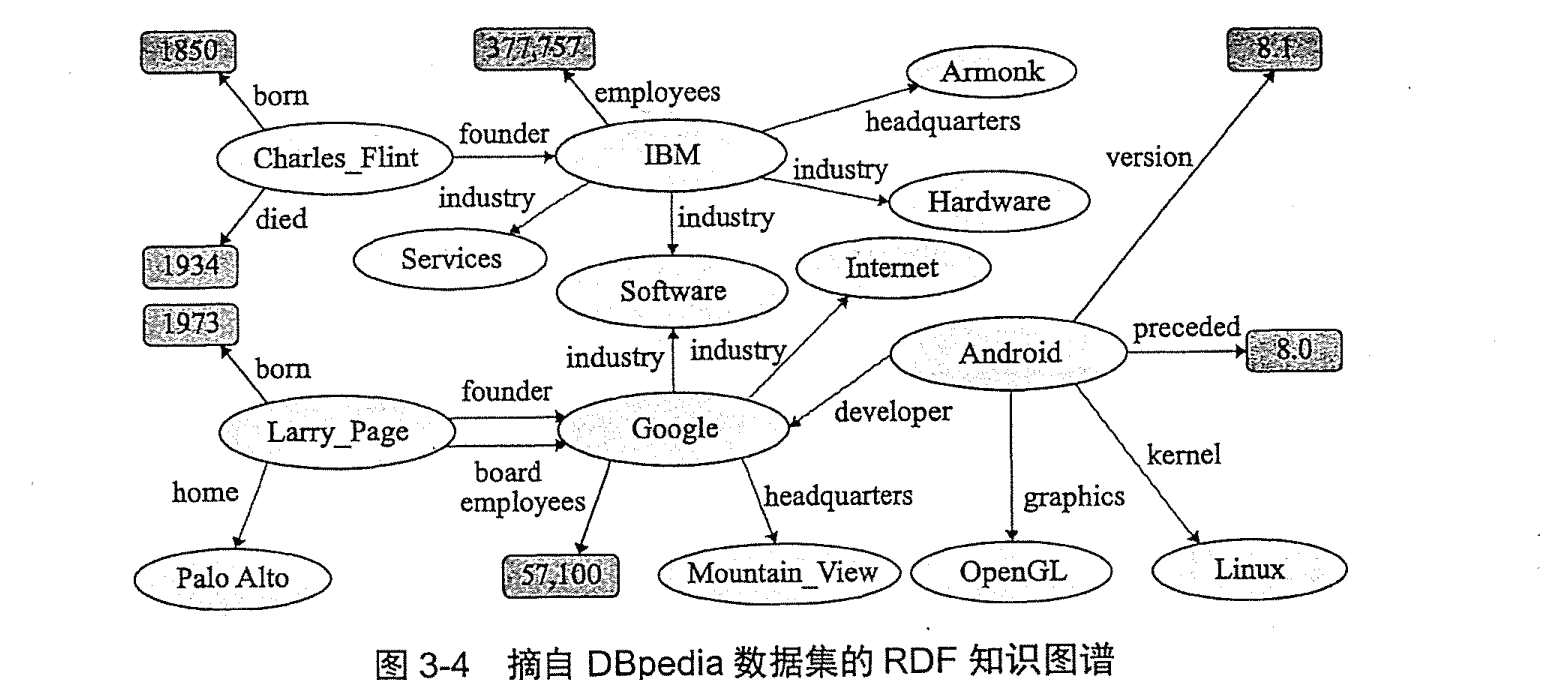 1850
377,757
8.1
Armonk
born
employees
headquarters
founder
Charles_Flint
IBM
version
industry
Hardware
industry
died
industry
Services
1934
Internet
Software
1973
preceded
8.0
born
industry
industry
Android
founder
developer
Larry_Page
Google
kernel
home
board
employees
headquarters
graphics
Palo Alto
57,100
Mountain_View
OpenGL
Linux
图 3-4 摘自 DBpedia 数据集的 RDF 知识图谱